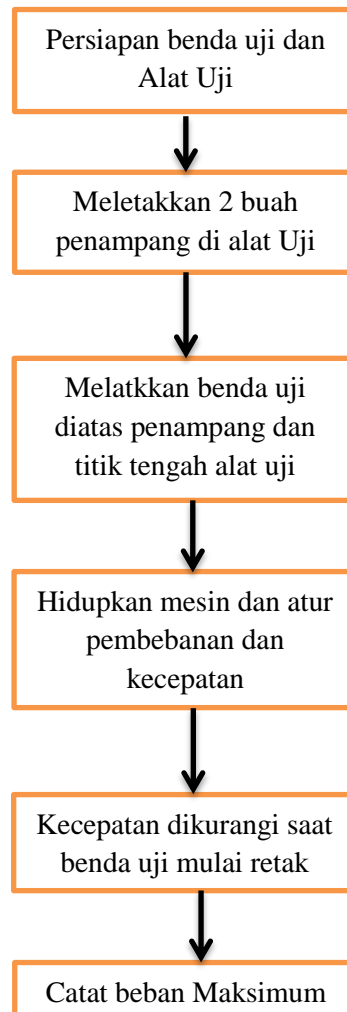 Persiapan benda uji dan
Alat Uji
Meletakkan 2 buah
penampang di alat Uji
Melatkkan benda uji
diatas penampang dan
titik tengah alat uji
Hidupkan mesin dan atur
pembebanan dan
kecepatan
Kecepatan dikurangi saat
benda uji mulai retak
Catat beban Maksimum